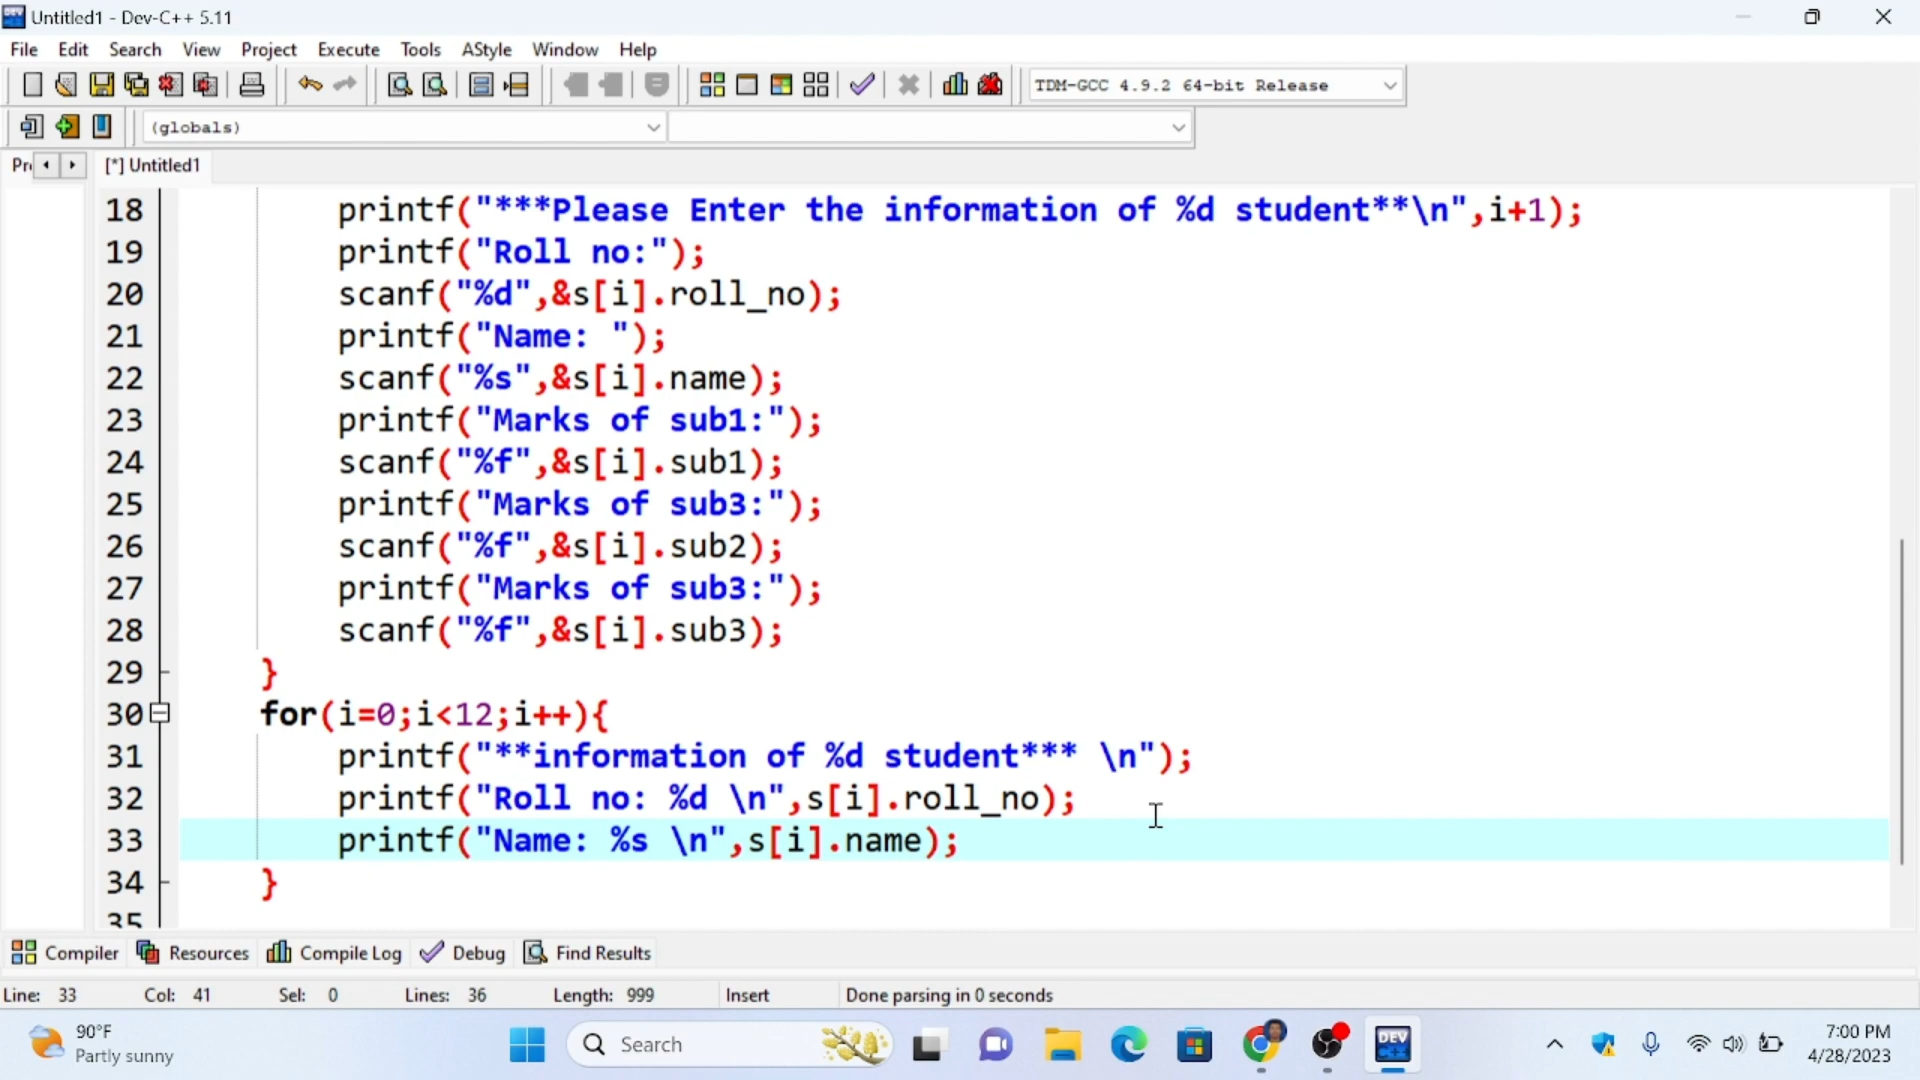 Untitled1 - Dev-C++ 5.11
File Edit Search View Project Execute Tools AStyle Window Help
TDM-GCC 4.9.2 64-bit Release
(globals)
[*] Untitled1
18 printf("***Please Enter the information of %d student**\n",i+1);
19 printf("Roll no:");
20 scanf("%d",&s[i].roll_no);
21 printf("Name: ");
22 scanf("%s",&s[i].name);
23 printf("Marks of sub1:");
24 scanf("%f",&s[i].sub1);
25 printf("Marks of sub3:");
26 scanf("%f",&s[i].sub2);
27 printf("Marks of sub3:");
28 scanf("%f",&s[i].sub3);
29 }
30 for(i=0;i<12;i++){
31 printf("**information of %d student*** \n");
32 printf("Roll no: %d \n",s[i].roll_no);
33 printf("Name: %s \n",s[i].name);
34 }
35
Compiler Resources Compile Log Debug Find Results
Line: 33 Col: 41 Sel: 0 Lines: 36 Length: 999 Insert Done parsing in 0 seconds
90°F
Partly sunny
Search
DEV
7:00 PM
4/28/2023